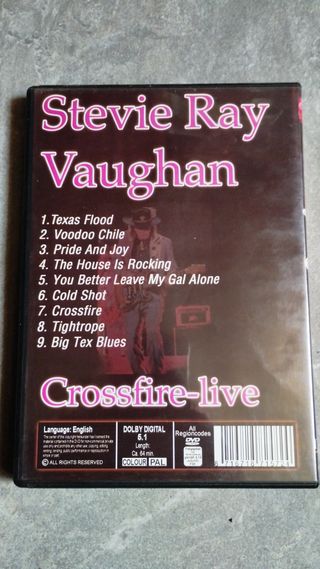 Stevie Ray
Vaughan
1. Texas Flood
2. Voodoo Chile
3. Pride And Joy
4. The House Is Rocking
5. You Better Leave My Gal Alone
6. Cold Shot
7. Crossfire
8. Tightrope
9. Big Tex Blues
Crossfire-live
Language: English
© ALL RIGHTS RESERVED
DOLBY DIGITAL
5.1
Length:
Ca. 64 min.
COLOUR PAL
All
Regioncodes
DVD